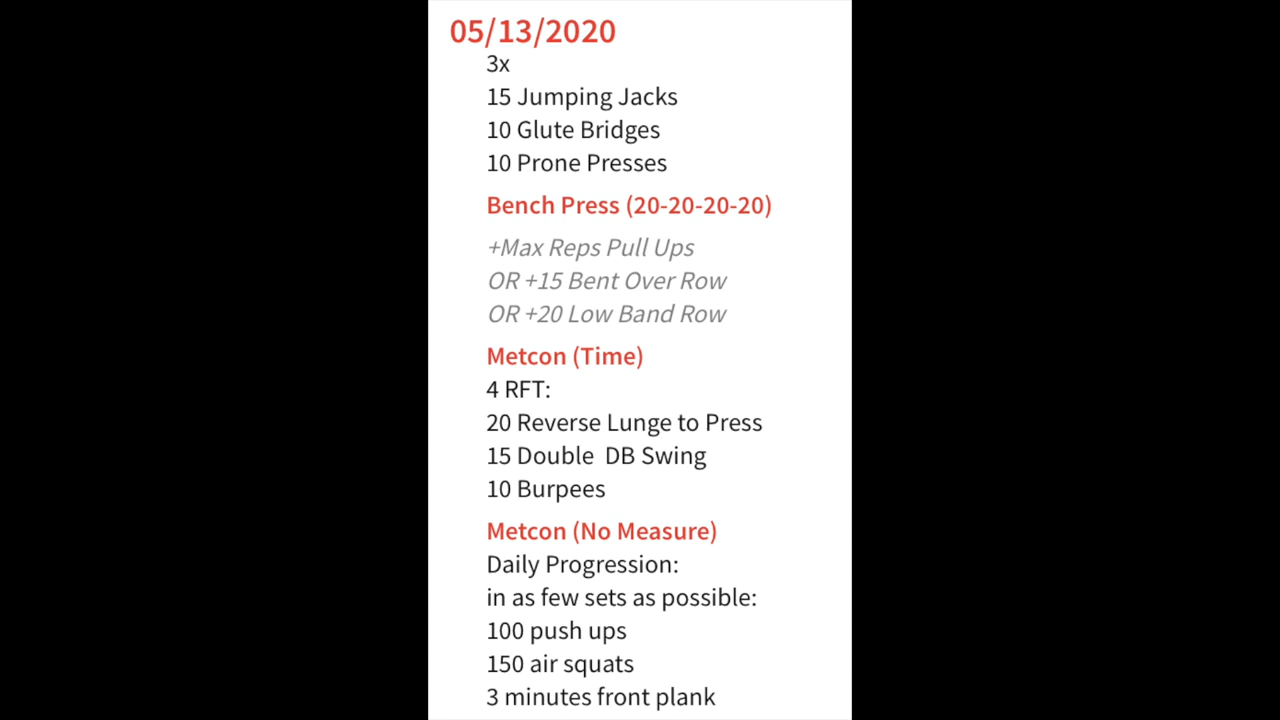 05/13/2020
3x
15 Jumping Jacks
10 Glute Bridges
10 Prone Presses
Bench Press (20-20-20-20)
+Max Reps Pull Ups
OR +15 Bent Over Row
OR +20 Low Band Row
Metcon (Time)
4 RFT:
20 Reverse Lunge to Press
15 Double  DB Swing
10 Burpees
Metcon (No Measure)
Daily Progression:
in as few sets as possible:
100 push ups
150 air squats
3 minutes front plank